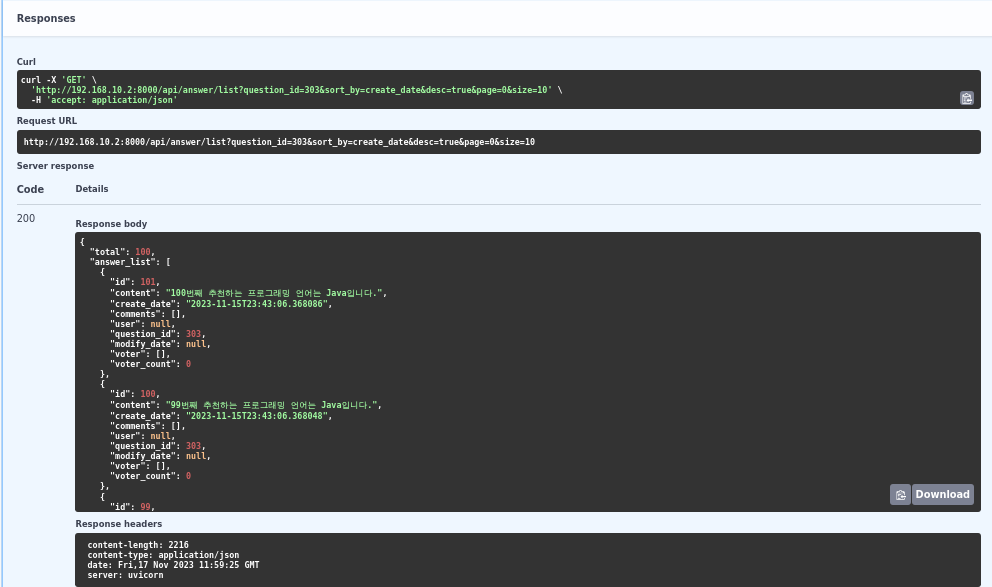 Responses
Curl
curl -X 'GET' \
'http://192.168.10.2:8000/api/answer/list?question_id=303&sort_by=create_date&desc=true&page=0&size=10' \
-H 'accept: application/json'
Request URL
http://192.168.10.2:8000/api/answer/list?question_id=303&sort_by=create_date&desc=true&page=0&size=10
Server response
Code Details
200
Response body
{
"total": 100,
"answer_list": [
{
"id": 101,
"content": "100번째 추천하는 프로그래밍 언어는 Java입니다.",
"create_date": "2023-11-15T23:43:06.368086",
"comments": [],
"user": null,
"question_id": 303,
"modify_date": null,
"voter": [],
"voter_count": 0
},
{
"id": 100,
"content": "99번째 추천하는 프로그래밍 언어는 Java입니다.",
"create_date": "2023-11-15T23:43:06.368048",
"comments": [],
"user": null,
"question_id": 303,
"modify_date": null,
"voter": [],
"voter_count": 0
},
{
"id": 99,
Download
Response headers
content-length: 2216
content-type: application/json
date: Fri,17 Nov 2023 11:59:25 GMT
server: uvicorn